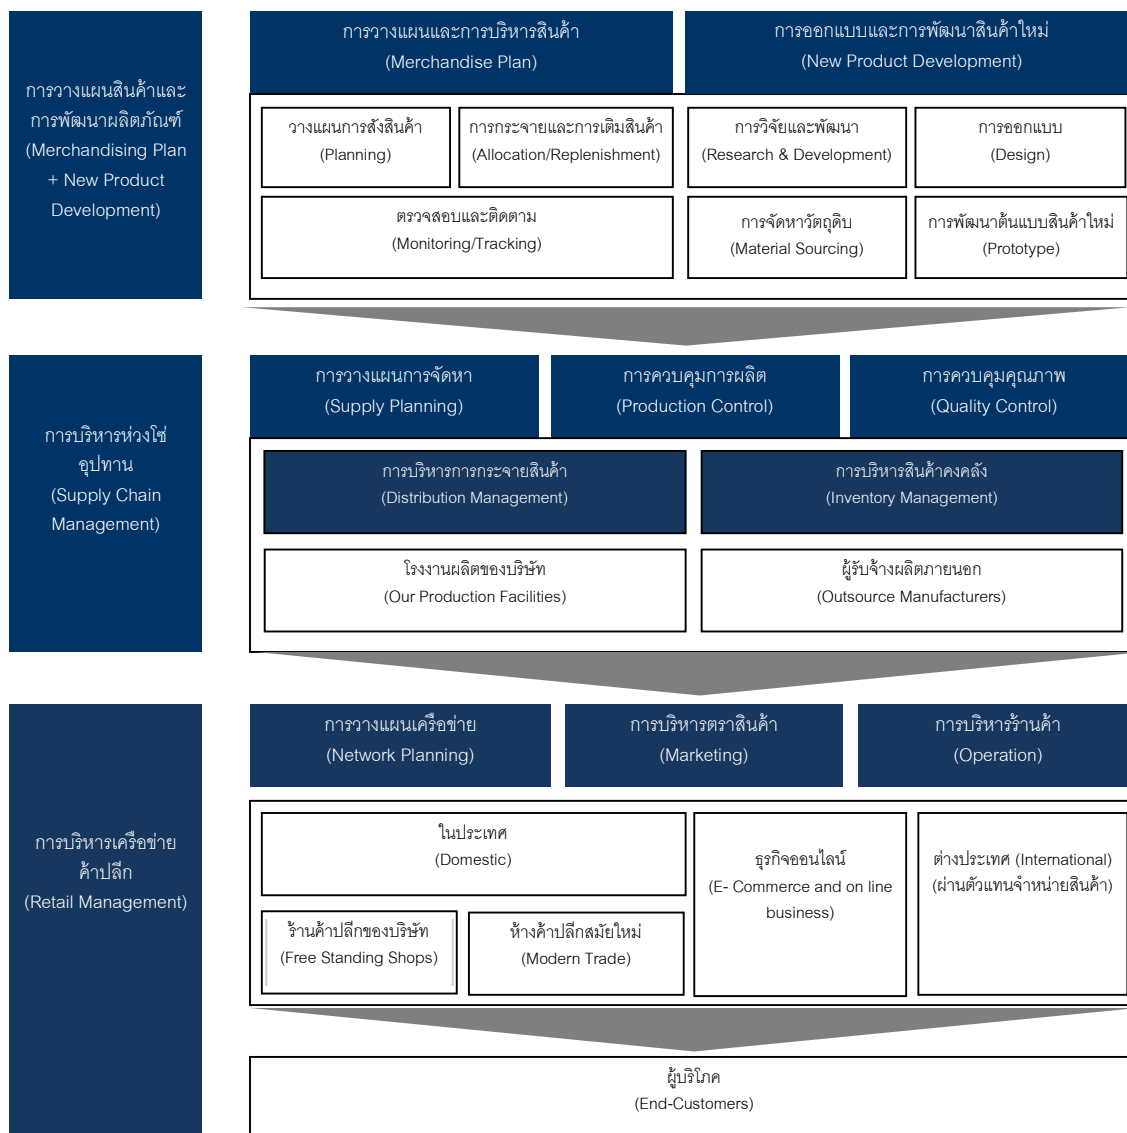 การวางแผนสินค้าและ
การพัฒนาผลิตภัณฑ์
(Merchandising Plan
+ New Product
Development)
การวางแผนและการบริหารสินค้า
(Merchandise Plan)
การออกแบบและการพัฒนาสินค้าใหม่
(New Product Development)
วางแผนการสั่งสินค้า
(Planning)
การกระจายและการเติมสินค้า
(Allocation/Replenishment)
การวิจัยและพัฒนา
(Research & Development)
การออกแบบ
(Design)
ตรวจสอบและติดตาม
(Monitoring/Tracking)
การจัดหาวัตถุดิบ
(Material Sourcing)
การพัฒนาต้นแบบสินค้าใหม่
(Prototype)
การบริหารห่วงโซ่
อุปทาน
(Supply Chain
Management)
การวางแผนการจัดหา
(Supply Planning)
การควบคุมการผลิต
(Production Control)
การควบคุมคุณภาพ
(Quality Control)
การบริหารการกระจายสินค้า
(Distribution Management)
การบริหารสินค้าคงคลัง
(Inventory Management)
โรงงานผลิตของบริษัท
(Our Production Facilities)
ผู้รับจ้างผลิตภายนอก
(Outsource Manufacturers)
การบริหารเครือข่าย
ค้าปลีก
(Retail Management)
การวางแผนเครือข่าย
(Network Planning)
การบริหารตราสินค้า
(Marketing)
การบริหารร้านค้า
(Operation)
ในประเทศ
(Domestic)
ร้านค้าปลีกของบริษัท
(Free Standing Shops)
ห้างค้าปลีกสมัยใหม่
(Modern Trade)
ธุรกิจออนไลน์
(E- Commerce and on line
business)
ต่างประเทศ (International)
(ผ่านตัวแทนจำหน่ายสินค้า)
ผู้บริโภค
(End-Customers)